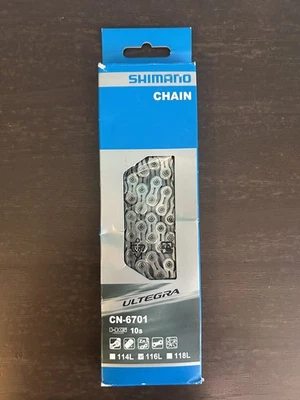 SHIMANO
CHAIN
ULTEGRA
CN-6701
10s
114L 116L 118L